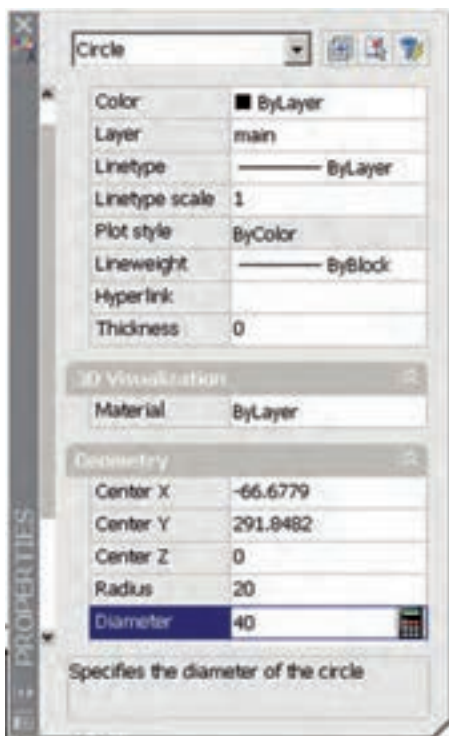 Circle
Color ByLayer
Layer main
Linetype ByLayer
Linetype scale 1
Plot style ByColor
Lineweight ByBlock
Hyperlink
Thickness 0
3D Visualization
Material ByLayer
Geometry
Center X -66.6779
Center Y 291.8482
Center Z 0
Radius 20
Diameter 40
Specifies the diameter of the circle
PROPERTIES